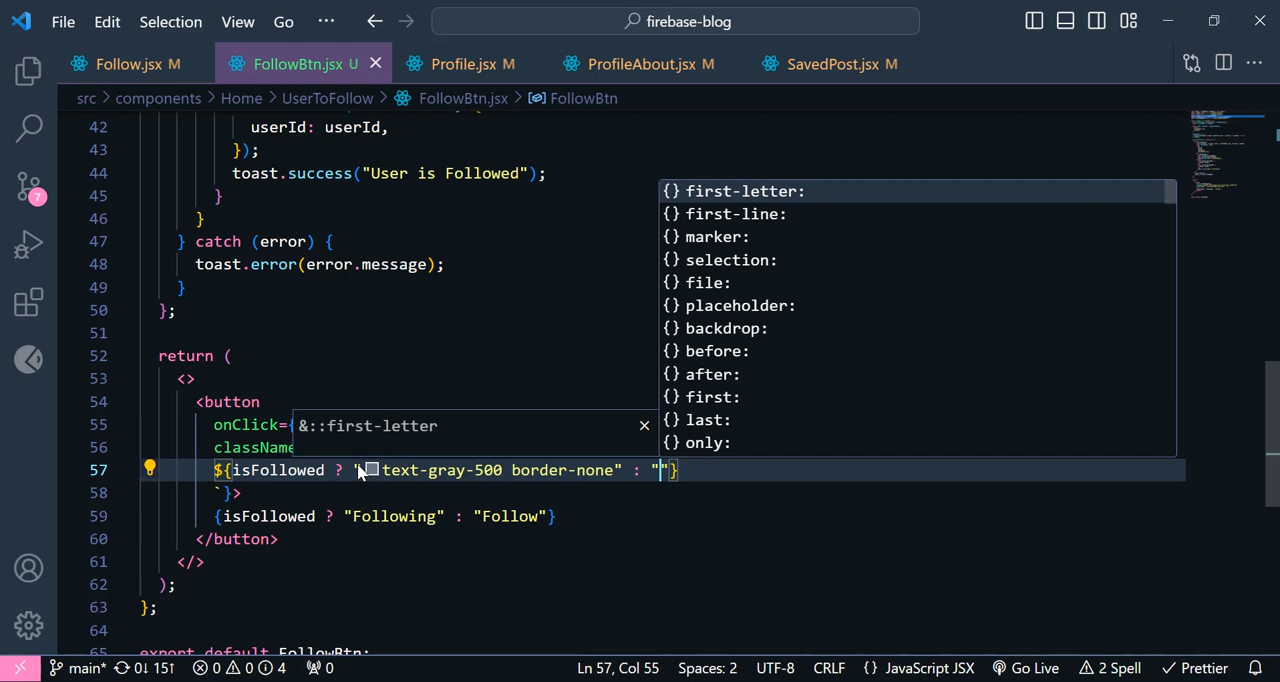 File Edit Selection View Go ··· firebase-blog
Follow.jsx M FollowBtn.jsx U Profile.jsx M ProfileAbout.jsx M SavedPost.jsx M
src > components > Home > UserToFollow > FollowBtn.jsx > FollowBtn
42
userId: userId,
43 });
44 toast.success("User is Followed");
45 }
46 }
47 } catch (error) {
48 toast.error(error.message);
49 }
50 };
51
52 return (
53 <>
54 <button
55 onClick={
56 className
57 ${isFollowed ? " text-gray-500 border-none" : ""}
58 `}>
59 {isFollowed ? "Following" : "Follow"}
60 </button>
61 </>
62 );
63 };
64
65 export default FollowBtn;
&::first-letter
{} first-letter:
{} first-line:
{} marker:
{} selection:
{} file:
{} placeholder:
{} backdrop:
{} before:
{} after:
{} first:
{} last:
{} only:
7
main* 0↓ 15↑ 0 0 4 0 Ln 57, Col 55 Spaces: 2 UTF-8 CRLF {} JavaScript JSX Go Live 2 Spell Prettier